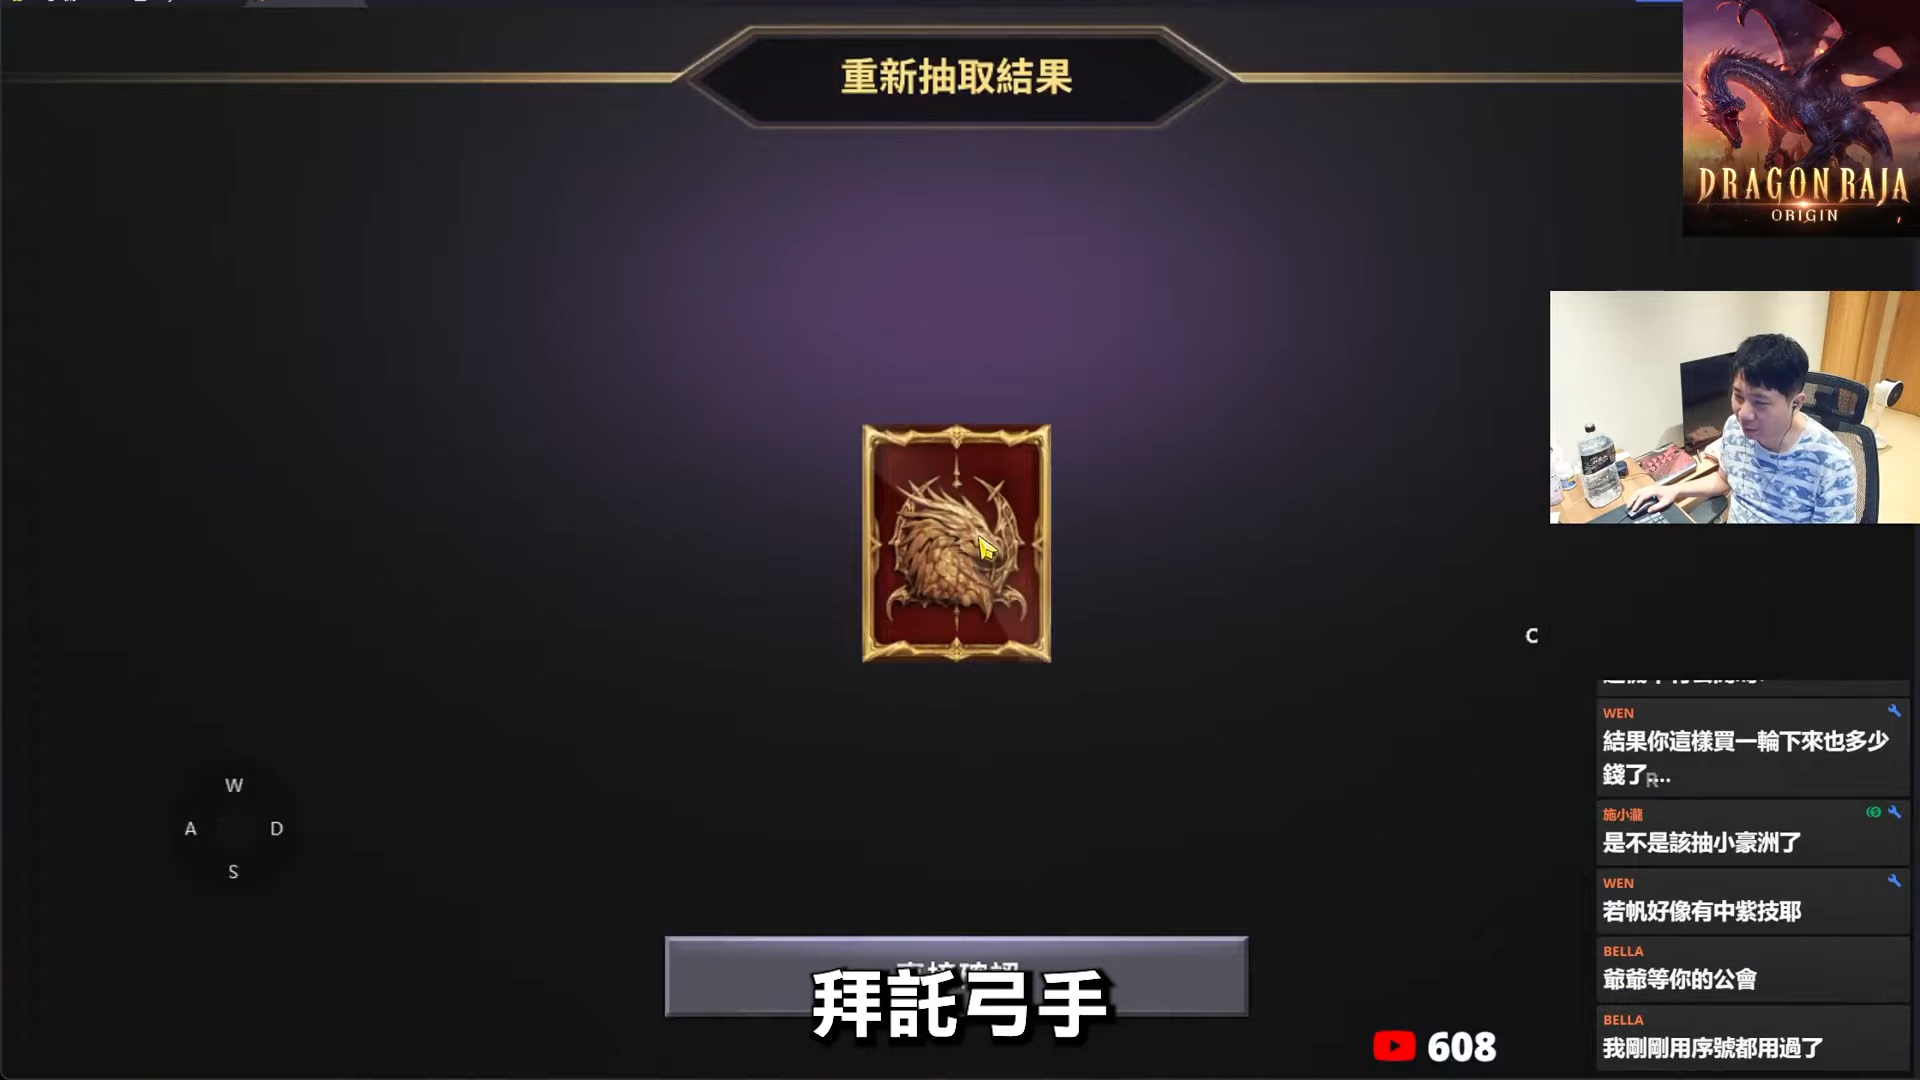 重新抽取結果
DRAGON RAJA
ORIGIN
C
W
A
D
S
WEN
結果你這樣買一輪下來也多少
錢了...
R
施小瀧
是不是該抽小豪洲了
WEN
若帆好像有中紫技耶
BELLA
爺爺等你的公會
BELLA
我剛剛用序號都用過了
拜託弓手
608